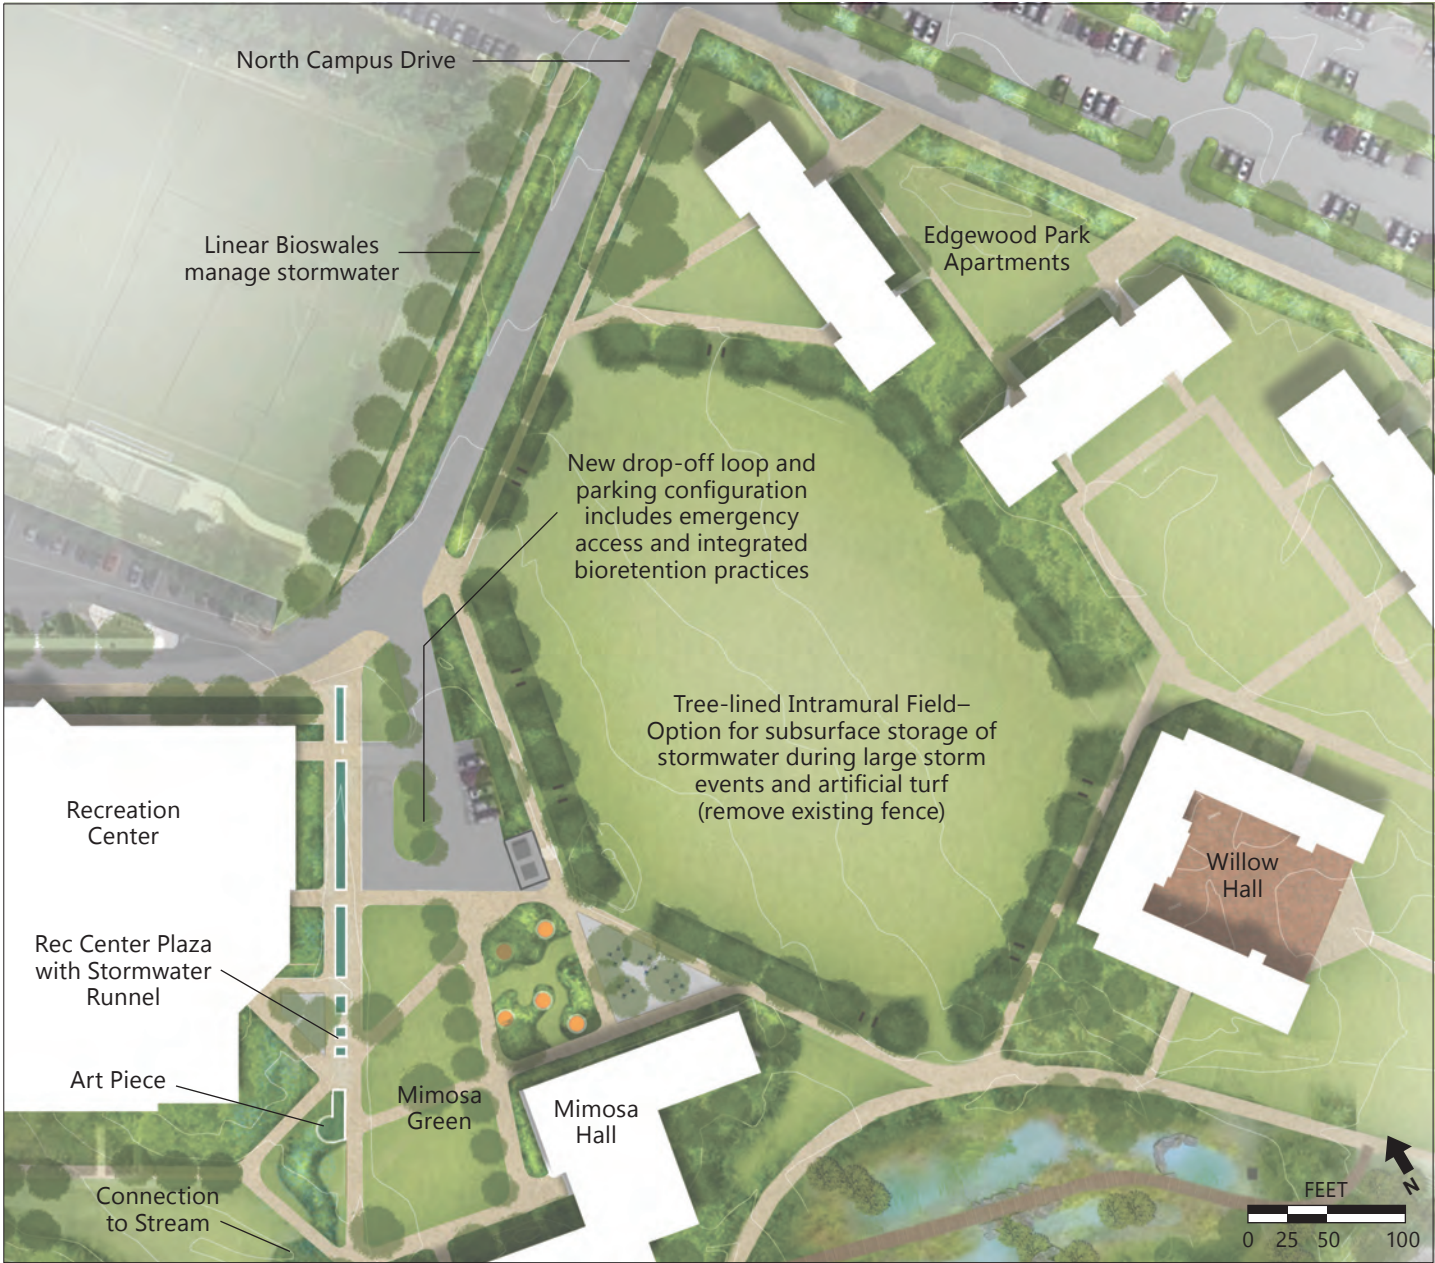 North Campus Drive
Linear Bioswales
manage stormwater
Edgewood Park
Apartments
New drop-off loop and
parking configuration
includes emergency
access and integrated
bioretention practices
Tree-lined Intramural Field–
Option for subsurface storage of
stormwater during large storm
events and artificial turf
(remove existing fence)
Recreation
Center
Willow
Hall
Rec Center Plaza
with Stormwater
Runnel
Art Piece
Mimosa
Green
Mimosa
Hall
Connection
to Stream
N
FEET
0 25 50 100